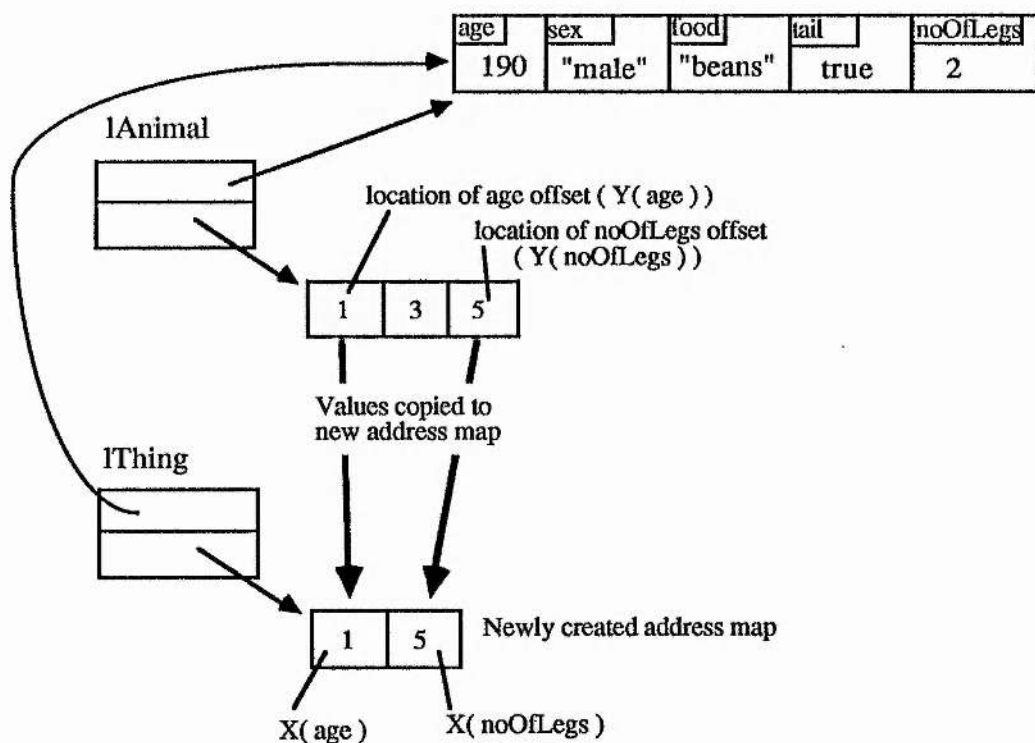 age sex food tail noOfLegs
190 "male" "beans" true 2
lAnimal
location of age offset ( Y( age ) )
location of noOfLegs offset
( Y( noOfLegs ) )
1 3 5
Values copied to
new address map
lThing
1 5
Newly created address map
X( age )
X( noOfLegs )